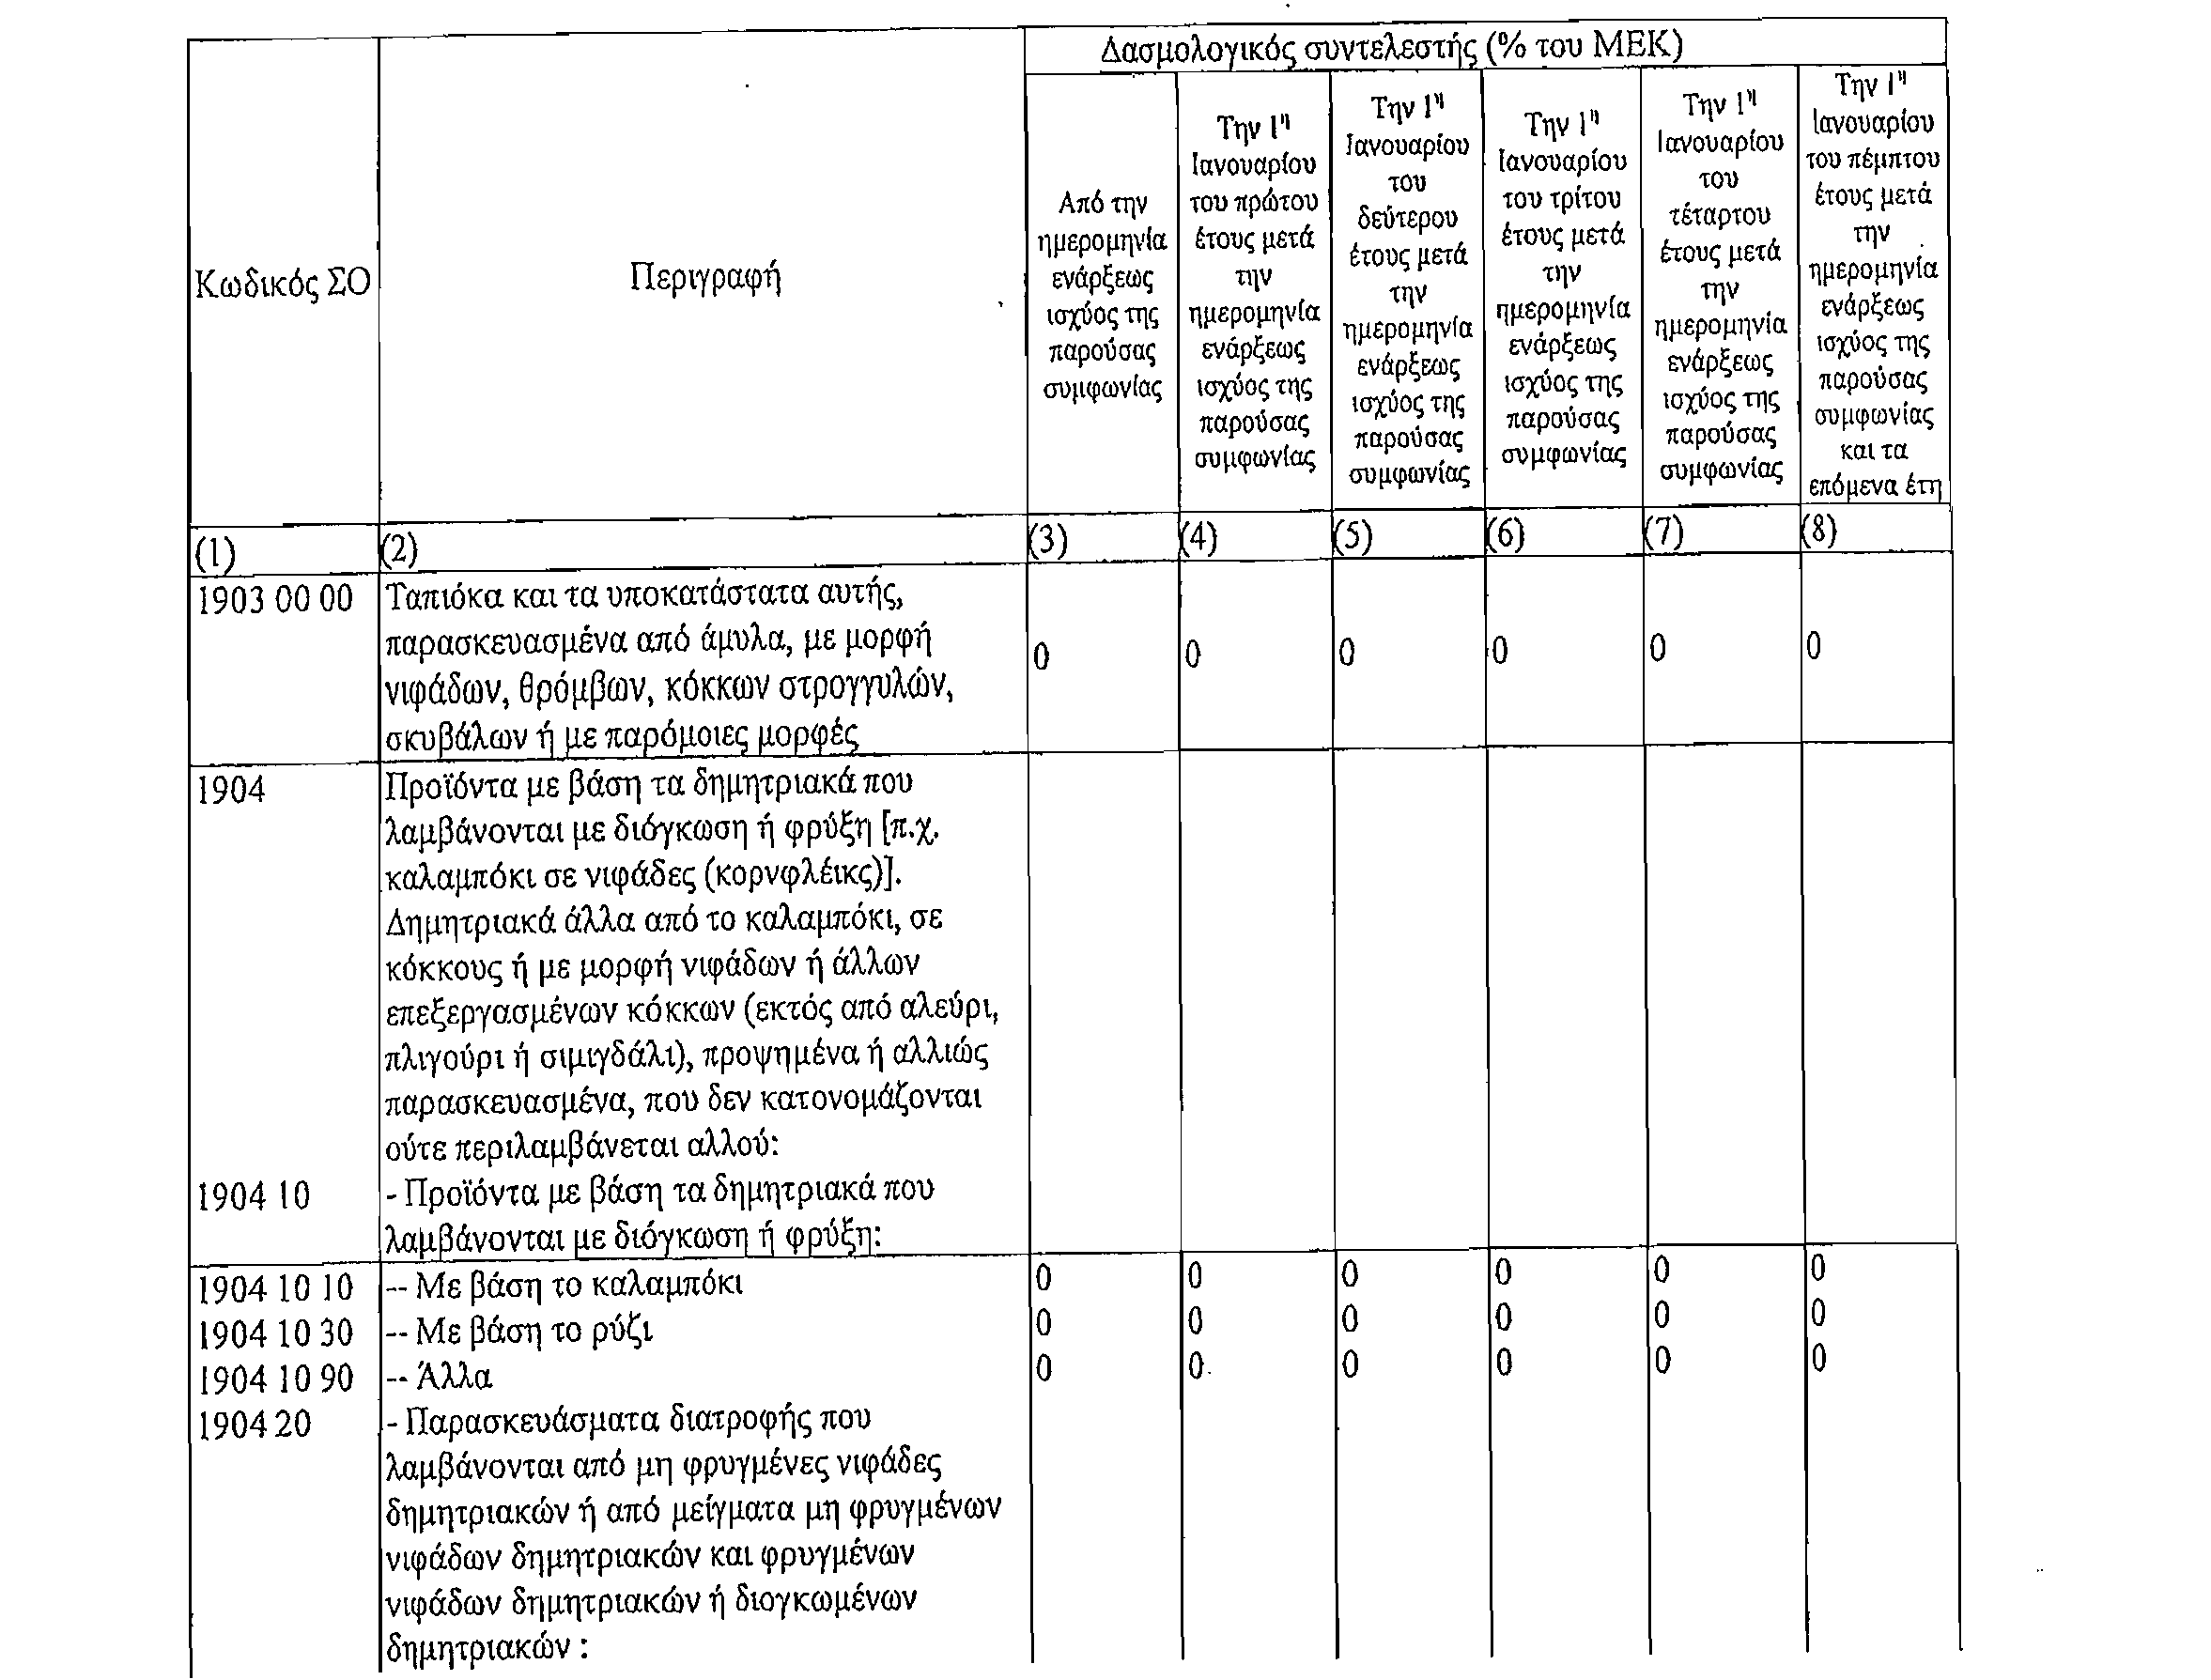 Δασμολογικός συντελεστής (% του ΜΕΚ)
Κωδικός ΣΟ
Περιγραφή
Από την
ημερομηνία
ενάρξεως
ισχύος της
παρούσας
συμφωνίας
Την 1η
Ιανουαρίου
του πρώτου
έτους μετά
την
ημερομηνία
ενάρξεως
ισχύος της
παρούσας
συμφωνίας
Την 1η
Ιανουαρίου
του
δεύτερου
έτους μετά
την
ημερομηνία
ενάρξεως
ισχύος της
παρούσας
συμφωνίας
Την 1η
Ιανουαρίου
του τρίτου
έτους μετά
την
ημερομηνία
ενάρξεως
ισχύος της
παρούσας
συμφωνίας
Την 1η
Ιανουαρίου
του
τέταρτου
έτους μετά
την
ημερομηνία
ενάρξεως
ισχύος της
παρούσας
συμφωνίας
Την 1η
Ιανουαρίου
του πέμπτου
έτους μετά
την
ημερομηνία
ενάρξεως
ισχύος της
παρούσας
συμφωνίας
και τα
επόμενα έτη
(1) (2) (3) (4) (5) (6) (7) (8)
1903 00 00 Ταπιόκα και τα υποκατάστατα αυτής,
παρασκευασμένα από άμυλα, με μορφή
νιφάδων, θρόμβων, κόκκων στρογγυλών,
σκυβάλων ή με παρόμοιες μορφές
0 0 0 0 0 0
1904 Προϊόντα με βάση τα δημητριακά που
λαμβάνονται με διόγκωση ή φρύξη [π.χ.
καλαμπόκι σε νιφάδες (κορνφλέικς)].
Δημητριακά άλλα από το καλαμπόκι, σε
κόκκους ή με μορφή νιφάδων ή άλλων
επεξεργασμένων κόκκων (εκτός από αλεύρι,
πλιγούρι ή σιμιγδάλι), προψημένα ή αλλιώς
παρασκευασμένα, που δεν κατονομάζονται
ούτε περιλαμβάνεται αλλού:
1904 10 - Προϊόντα με βάση τα δημητριακά που
λαμβάνονται με διόγκωση ή φρύξη:
1904 10 10 -- Με βάση το καλαμπόκι 0 0 0 0 0 0
1904 10 30 -- Με βάση το ρύζι 0 0 0 0 0 0
1904 10 90 -- Άλλα 0 0 0 0 0 0
1904 20 - Παρασκευάσματα διατροφής που
λαμβάνονται από μη φρυγμένες νιφάδες
δημητριακών ή από μείγματα μη φρυγμένων
νιφάδων δημητριακών και φρυγμένων
νιφάδων δημητριακών ή διογκωμένων
δημητριακών :